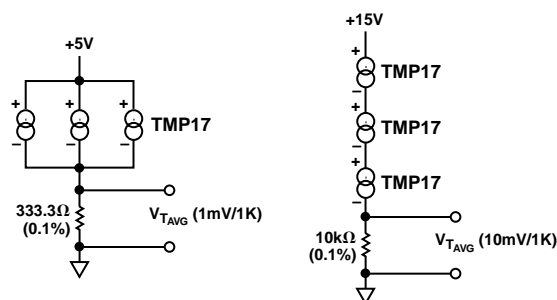 +5V
+
+
+
−
−
−
TMP17
333.3Ω
(0.1%)
VTAVG (1mV/1K)
+15V
+
−
TMP17
+
−
TMP17
+
−
TMP17
10kΩ
(0.1%)
VTAVG (10mV/1K)